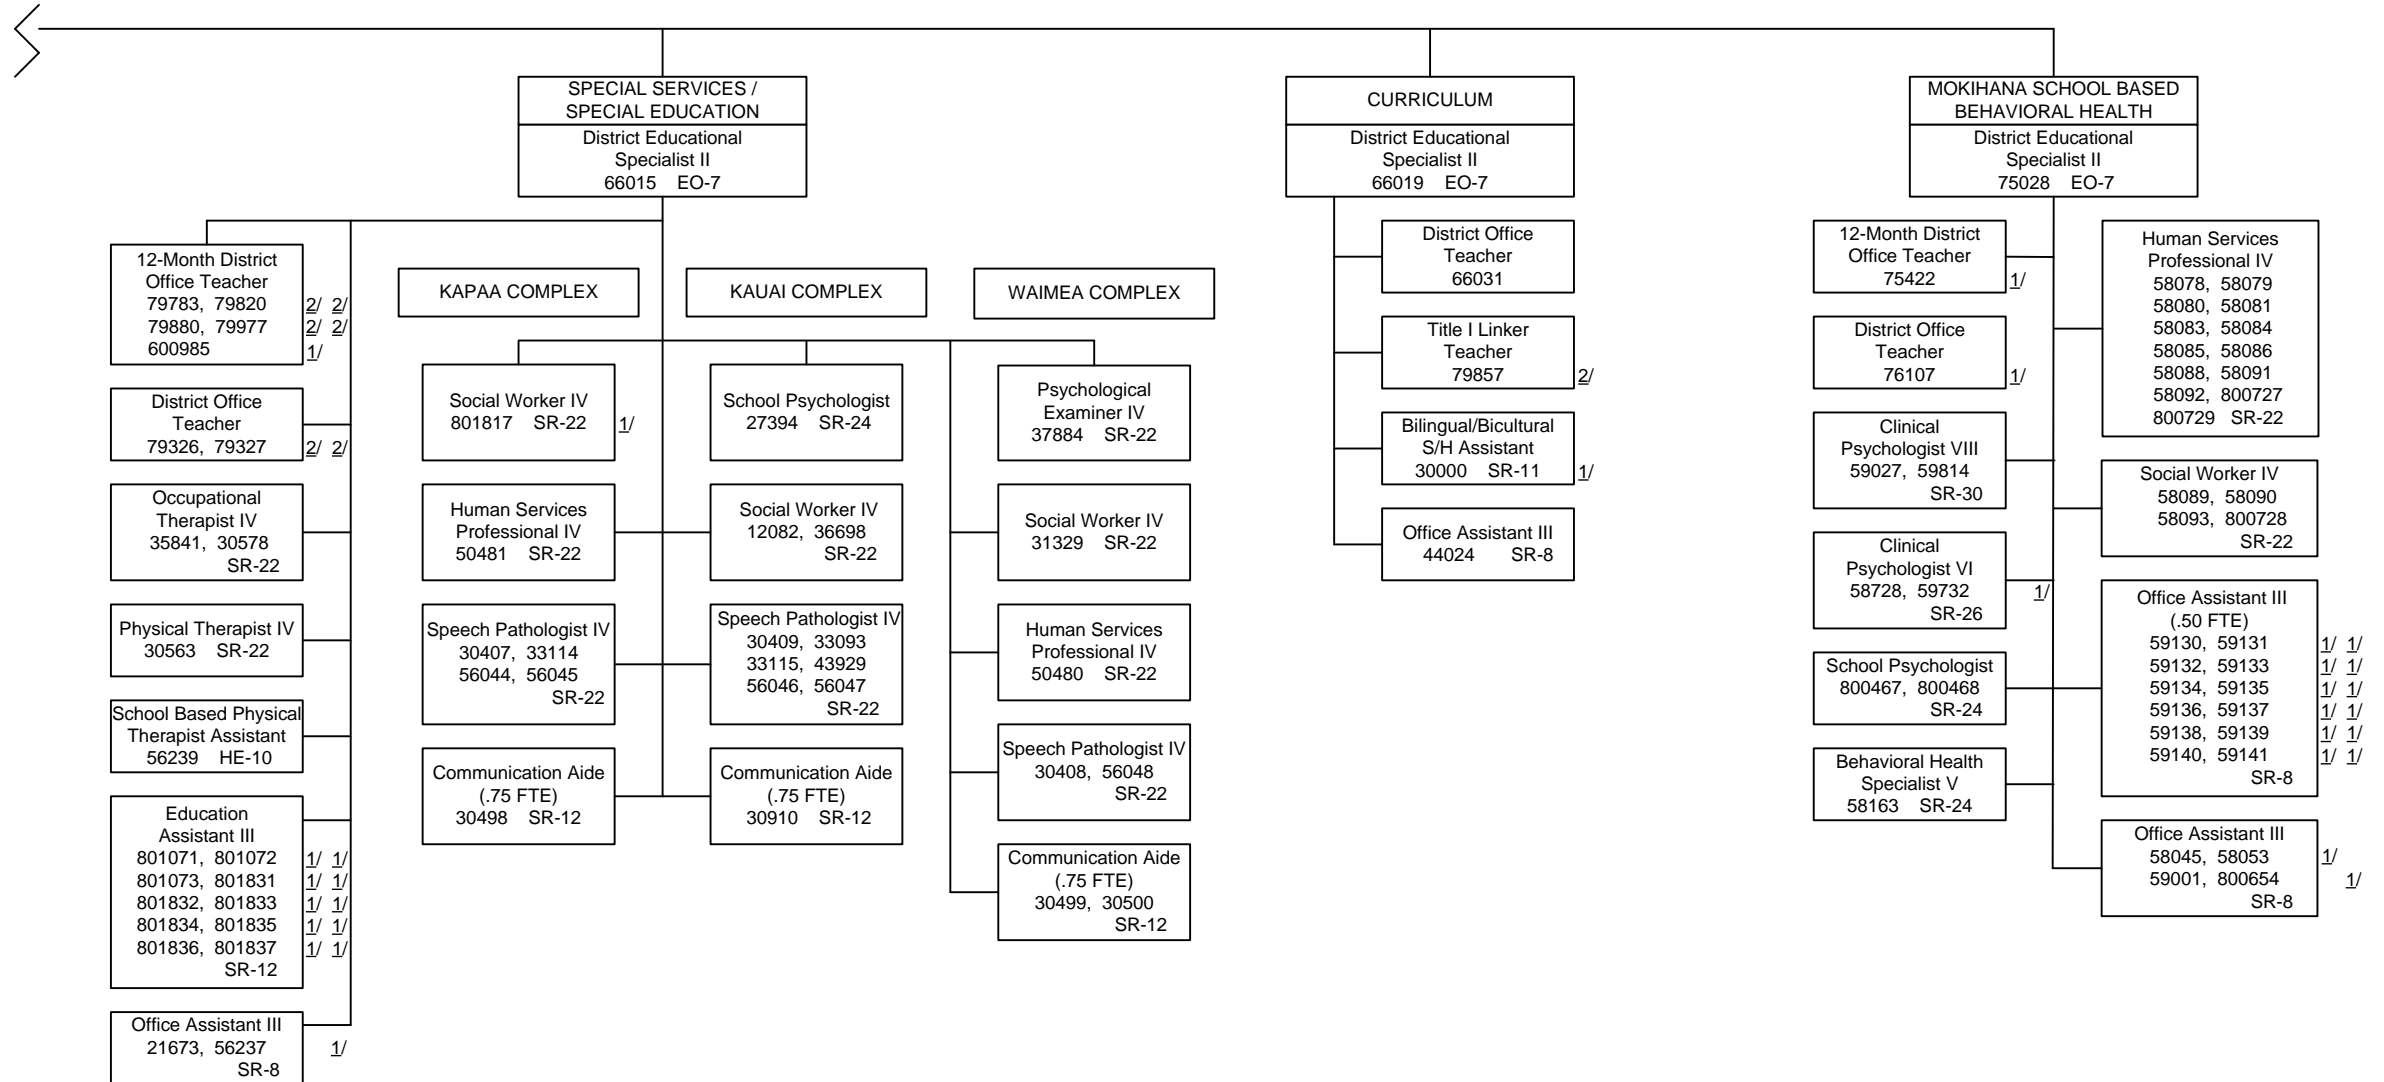 SPECIAL SERVICES /
SPECIAL EDUCATION
District Educational
Specialist II
66015 EO-7
12-Month District
Office Teacher
79783, 79820 2/ 2/
79880, 79977 2/ 2/
600985 1/
District Office
Teacher
79326, 79327 2/ 2/
Occupational
Therapist IV
35841, 30578
SR-22
Physical Therapist IV
30563 SR-22
School Based Physical
Therapist Assistant
56239 HE-10
Education
Assistant III
801071, 801072 1/ 1/
801073, 801831 1/ 1/
801832, 801833 1/ 1/
801834, 801835 1/ 1/
801836, 801837 1/ 1/
SR-12
Office Assistant III
21673, 56237 1/
SR-8
KAPAA COMPLEX
Social Worker IV
801817 SR-22 1/
Human Services
Professional IV
50481 SR-22
Speech Pathologist IV
30407, 33114
56044, 56045
SR-22
Communication Aide
(.75 FTE)
30498 SR-12
KAUAI COMPLEX
School Psychologist
27394 SR-24
Social Worker IV
12082, 36698
SR-22
Speech Pathologist IV
30409, 33093
33115, 43929
56046, 56047
SR-22
Communication Aide
(.75 FTE)
30910 SR-12
WAIMEA COMPLEX
Psychological
Examiner IV
37884 SR-22
Social Worker IV
31329 SR-22
Human Services
Professional IV
50480 SR-22
Speech Pathologist IV
30408, 56048
SR-22
Communication Aide
(.75 FTE)
30499, 30500
SR-12
CURRICULUM
District Educational
Specialist II
66019 EO-7
District Office
Teacher
66031
Title I Linker
Teacher
79857 2/
Bilingual/Bicultural
S/H Assistant
30000 SR-11 1/
Office Assistant III
44024 SR-8
MOKIHANA SCHOOL BASED
BEHAVIORAL HEALTH
District Educational
Specialist II
75028 EO-7
12-Month District
Office Teacher
75422 1/
District Office
Teacher
76107 1/
Clinical
Psychologist VIII
59027, 59814
SR-30
Clinical
Psychologist VI
58728, 59732 1/
SR-26
School Psychologist
800467, 800468
SR-24
Behavioral Health
Specialist V
58163 SR-24
Human Services
Professional IV
58078, 58079
58080, 58081
58083, 58084
58085, 58086
58088, 58091
58092, 800727
800729 SR-22
Social Worker IV
58089, 58090
58093, 800728
SR-22
Office Assistant III
(.50 FTE)
59130, 59131 1/ 1/
59132, 59133 1/ 1/
59134, 59135 1/ 1/
59136, 59137 1/ 1/
59138, 59139 1/ 1/
59140, 59141 1/ 1/
SR-8
Office Assistant III
58045, 58053 1/
59001, 800654 1/
SR-8